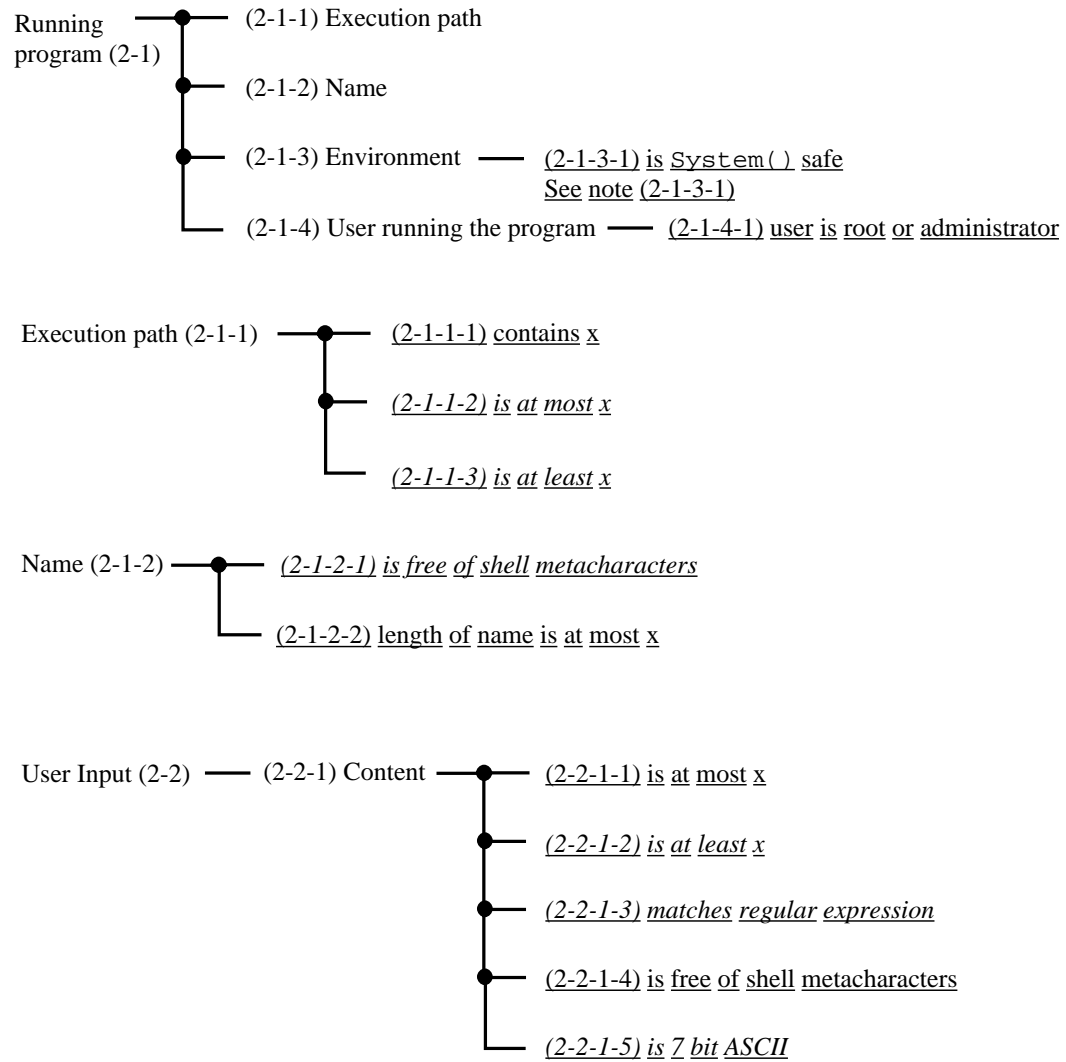 Running
program (2-1)
(2-1-1) Execution path
(2-1-2) Name
(2-1-3) Environment
(2-1-3-1) is System() safe
See note (2-1-3-1)
(2-1-4) User running the program
(2-1-4-1) user is root or administrator
Execution path (2-1-1)
(2-1-1-1) contains x
(2-1-1-2) is at most x
(2-1-1-3) is at least x
Name (2-1-2)
(2-1-2-1) is free of shell metacharacters
(2-1-2-2) length of name is at most x
User Input (2-2)
(2-2-1) Content
(2-2-1-1) is at most x
(2-2-1-2) is at least x
(2-2-1-3) matches regular expression
(2-2-1-4) is free of shell metacharacters
(2-2-1-5) is 7 bit ASCII